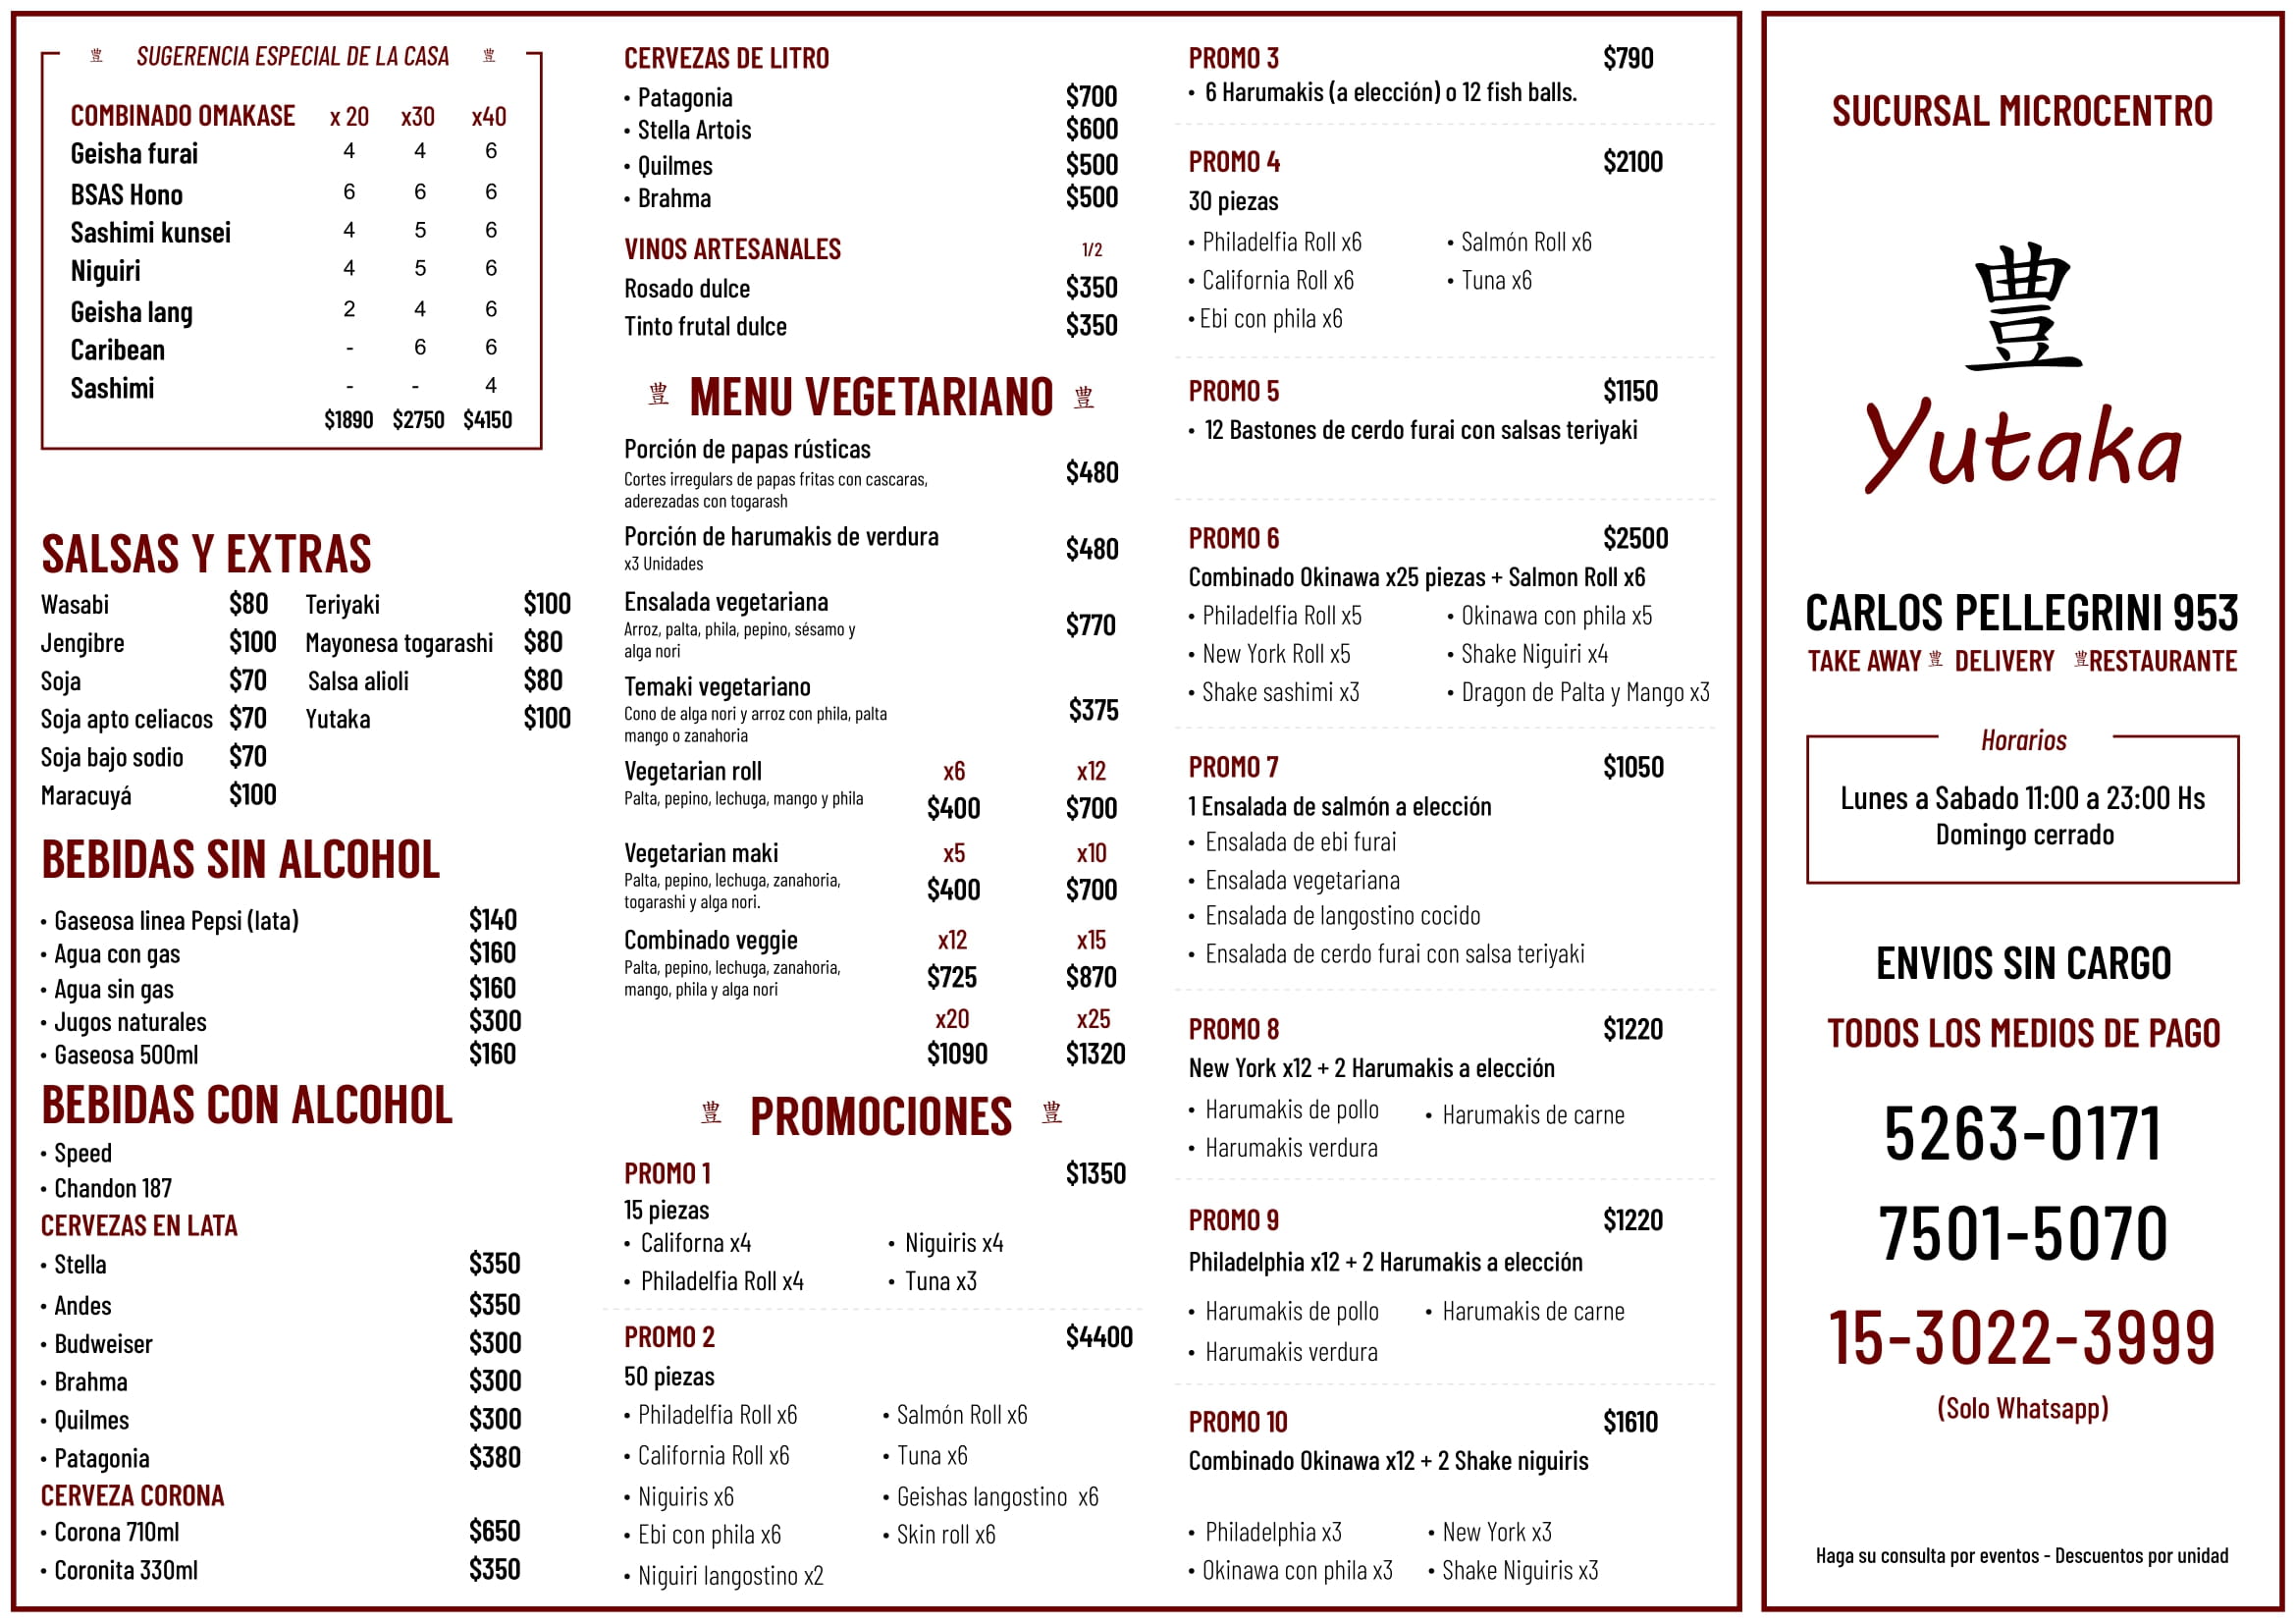 豊 SUGERENCIA ESPECIAL DE LA CASA 豊
COMBINADO OMAKASE x 20 x30 x40
Geisha furai 4 4 6
BSAS Hono 6 6 6
Sashimi kunsei 4 5 6
Niguiri 4 5 6
Geisha lang 2 4 6
Caribean - 6 6
Sashimi - - 4
$1890 $2750 $4150
SALSAS Y EXTRAS
Wasabi $80 Teriyaki $100
Jengibre $100 Mayonesa togarashi $80
Soja $70 Salsa alioli $80
Soja apto celiacos $70 Yutaka $100
Soja bajo sodio $70
Maracuyá $100
BEBIDAS SIN ALCOHOL
• Gaseosa linea Pepsi (lata) $140
• Agua con gas $160
• Agua sin gas $160
• Jugos naturales $300
• Gaseosa 500ml $160
BEBIDAS CON ALCOHOL
• Speed
• Chandon 187
CERVEZAS EN LATA
• Stella $350
• Andes $350
• Budweiser $300
• Brahma $300
• Quilmes $300
• Patagonia $380
CERVEZA CORONA
• Corona 710ml $650
• Coronita 330ml $350
CERVEZAS DE LITRO
• Patagonia $700
• Stella Artois $600
• Quilmes $500
• Brahma $500
VINOS ARTESANALES 1/2
Rosado dulce $350
Tinto frutal dulce $350
豊 MENU VEGETARIANO 豊
Porción de papas rústicas $480
Cortes irregulars de papas fritas con cascaras,
aderezadas con togarash
Porción de harumakis de verdura $480
x3 Unidades
Ensalada vegetariana $770
Arroz, palta, phila, pepino, sésamo y
alga nori
Temaki vegetariano $375
Cono de alga nori y arroz con phila, palta
mango o zanahoria
Vegetarian roll x6 x12
Palta, pepino, lechuga, mango y phila $400 $700
Vegetarian maki x5 x10
Palta, pepino, lechuga, zanahoria, $400 $700
togarashi y alga nori.
Combinado veggie x12 x15
Palta, pepino, lechuga, zanahoria, $725 $870
mango, phila y alga nori
x20 x25
$1090 $1320
豊 PROMOCIONES 豊
PROMO 1 $1350
15 piezas
• Californa x4 • Niguiris x4
• Philadelfia Roll x4 • Tuna x3
PROMO 2 $4400
50 piezas
• Philadelfia Roll x6 • Salmón Roll x6
• California Roll x6 • Tuna x6
• Niguiris x6 • Geishas langostino x6
• Ebi con phila x6 • Skin roll x6
• Niguiri langostino x2
PROMO 3 $790
• 6 Harumakis (a elección) o 12 fish balls.
PROMO 4 $2100
30 piezas
• Philadelfia Roll x6 • Salmón Roll x6
• California Roll x6 • Tuna x6
• Ebi con phila x6
PROMO 5 $1150
• 12 Bastones de cerdo furai con salsas teriyaki
PROMO 6 $2500
Combinado Okinawa x25 piezas + Salmon Roll x6
• Philadelfia Roll x5 • Okinawa con phila x5
• New York Roll x5 • Shake Niguiri x4
• Shake sashimi x3 • Dragon de Palta y Mango x3
PROMO 7 $1050
1 Ensalada de salmón a elección
• Ensalada de ebi furai
• Ensalada vegetariana
• Ensalada de langostino cocido
• Ensalada de cerdo furai con salsa teriyaki
PROMO 8 $1220
New York x12 + 2 Harumakis a elección
• Harumakis de pollo • Harumakis de carne
• Harumakis verdura
PROMO 9 $1220
Philadelphia x12 + 2 Harumakis a elección
• Harumakis de pollo • Harumakis de carne
• Harumakis verdura
PROMO 10 $1610
Combinado Okinawa x12 + 2 Shake niguiris
• Philadelphia x3 • New York x3
• Okinawa con phila x3 • Shake Niguiris x3
SUCURSAL MICROCENTRO
豊
Yutaka
CARLOS PELLEGRINI 953
TAKE AWAY 豊 DELIVERY 豊RESTAURANTE
Horarios
Lunes a Sabado 11:00 a 23:00 Hs
Domingo cerrado
ENVIOS SIN CARGO
TODOS LOS MEDIOS DE PAGO
5263-0171
7501-5070
15-3022-3999
(Solo Whatsapp)
Haga su consulta por eventos - Descuentos por unidad